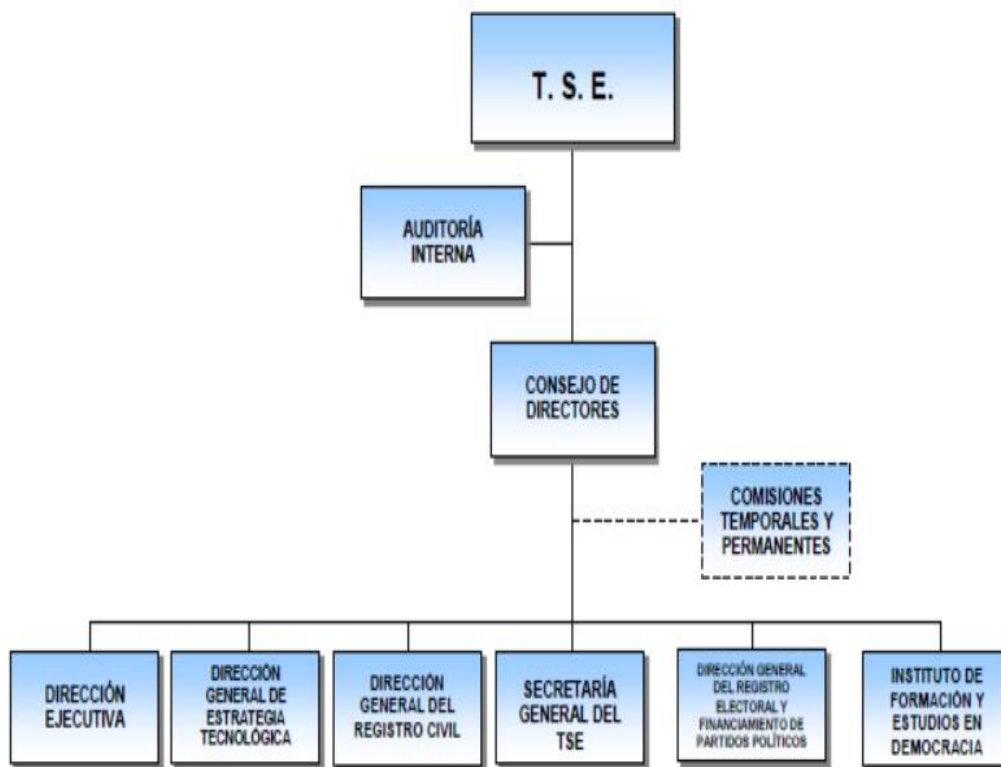 T. S. E.
AUDITORÍA
INTERNA
CONSEJO DE
DIRECTORES
COMISIONES
TEMPORALES Y
PERMANENTES
DIRECCIÓN
EJECUTIVA
DIRECCIÓN
GENERAL DE
ESTRATEGIA
TECNOLÓGICA
DIRECCIÓN
GENERAL DEL
REGISTRO CIVIL
SECRETARÍA
GENERAL DEL
TSE
DIRECCIÓN GENERAL
DEL REGISTRO
ELECTORAL Y
FINANCIAMIENTO DE
PARTIDOS POLÍTICOS
INSTITUTO DE
FORMACIÓN Y
ESTUDIOS EN
DEMOCRACIA